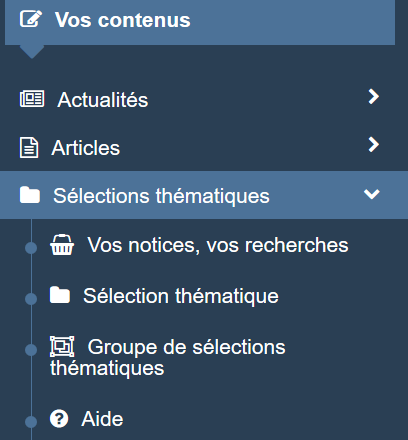 Vos contenus
Actualités
Articles
Sélections thématiques
Vos notices, vos recherches
Sélection thématique
Groupe de sélections
thématiques
Aide